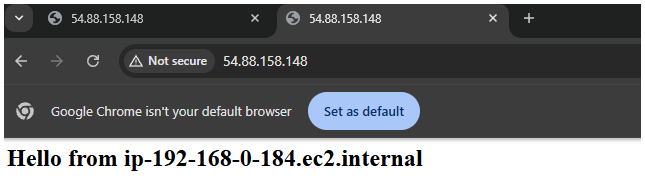 54.88.158.148
54.88.158.148
Not secure 54.88.158.148
Google Chrome isn't your default browser Set as default
Hello from ip-192-168-0-184.ec2.internal